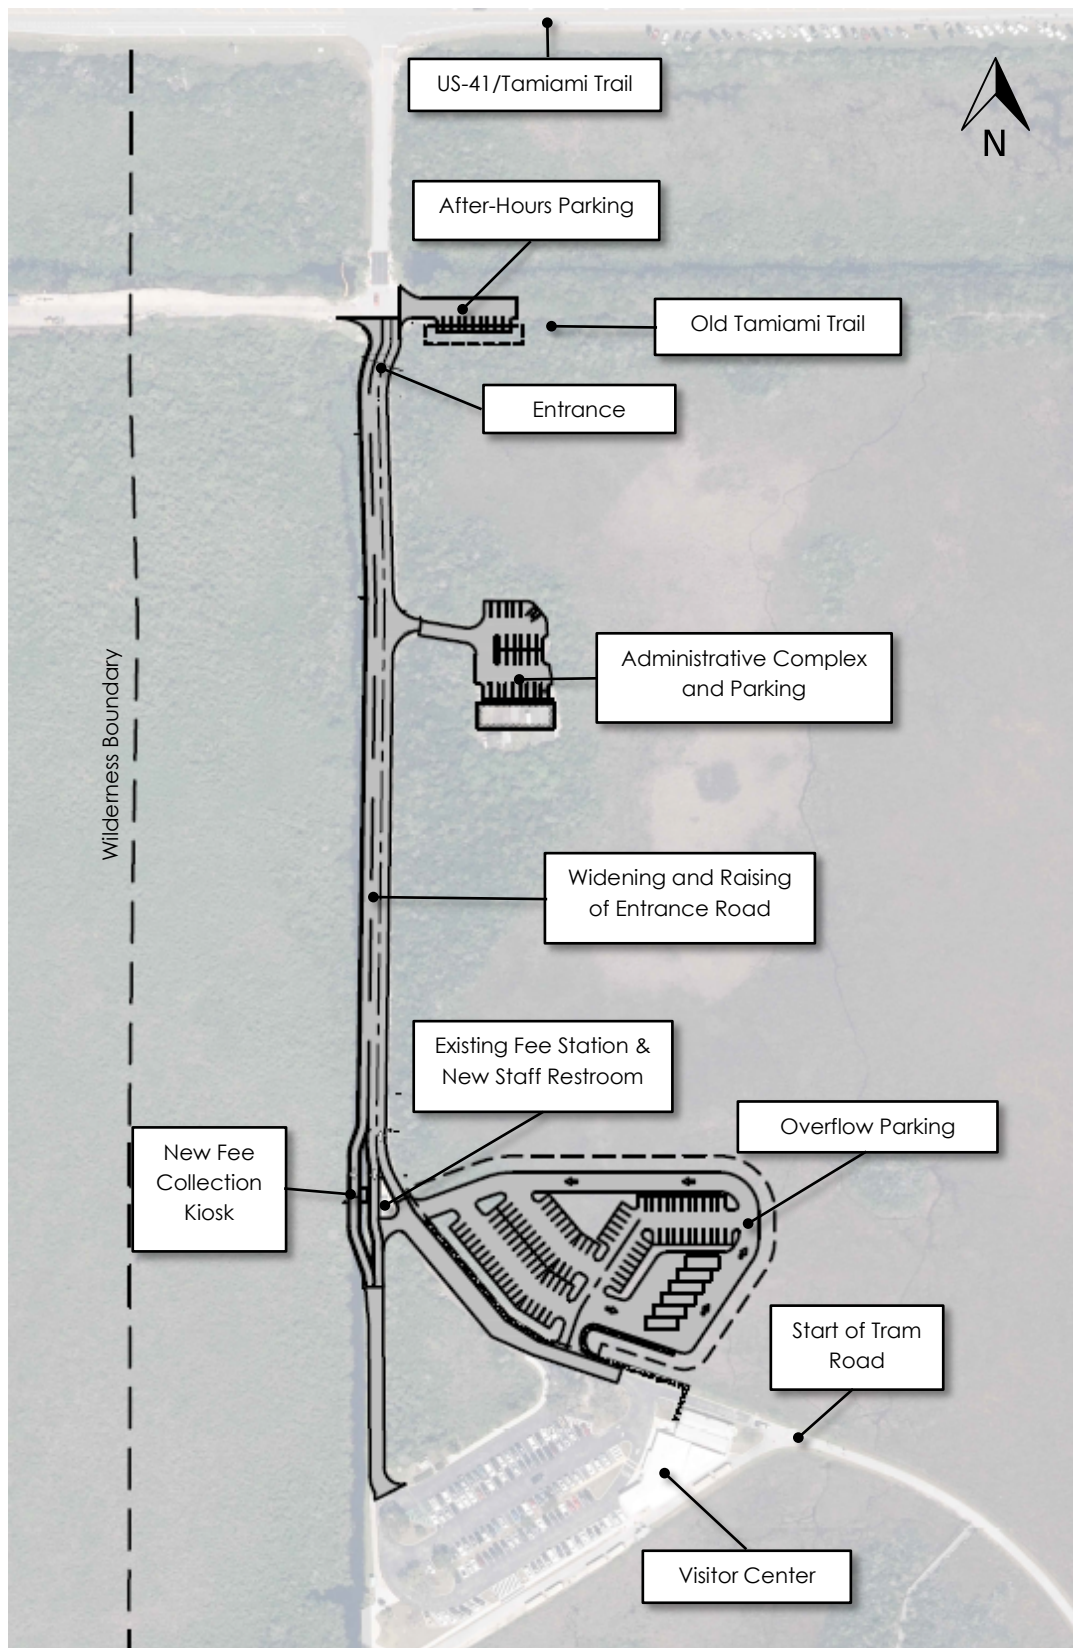 US-41/Tamiami Trail
N
After-Hours Parking
Old Tamiami Trail
Entrance
Administrative Complex
and Parking
Wilderness Boundary
Widening and Raising
of Entrance Road
Existing Fee Station &
New Staff Restroom
Overflow Parking
New Fee
Collection
Kiosk
Start of Tram
Road
Visitor Center